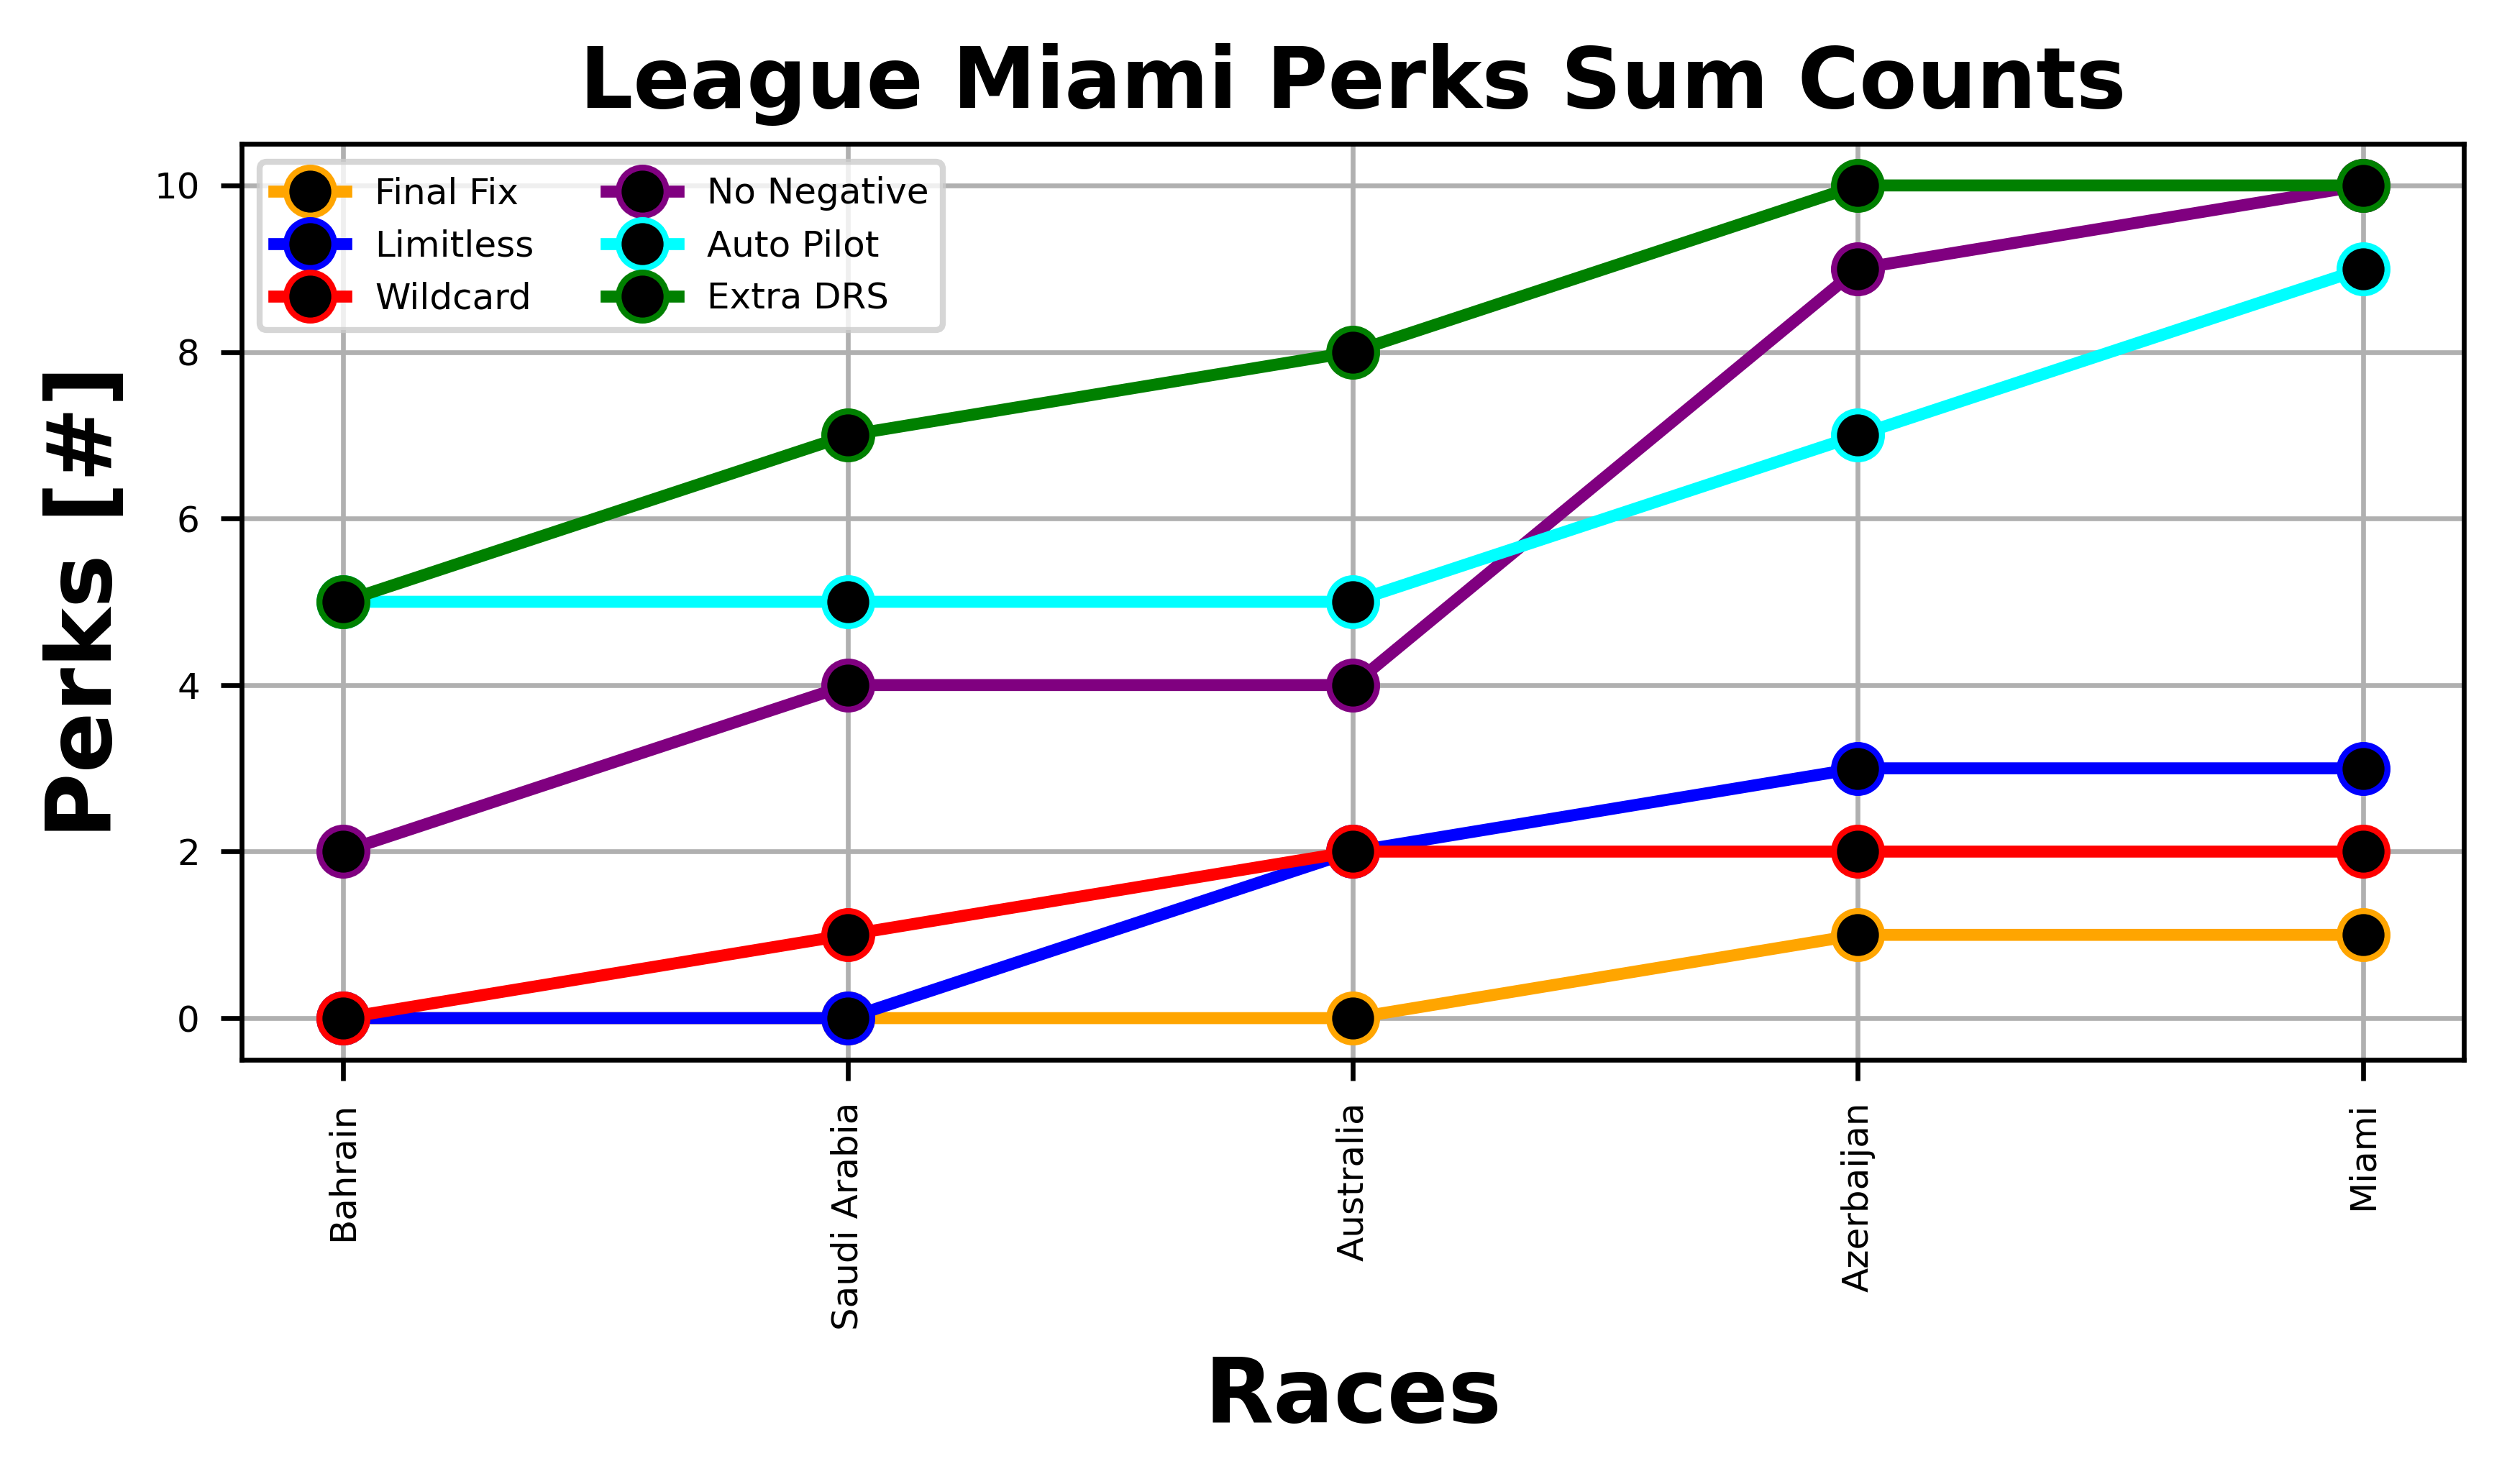 League Miami Perks Sum Counts
Perks [#]
10
8
6
4
2
0
Final Fix
Limitless
Wildcard
No Negative
Auto Pilot
Extra DRS
Bahrain
Saudi Arabia
Australia
Azerbaijan
Miami
Races